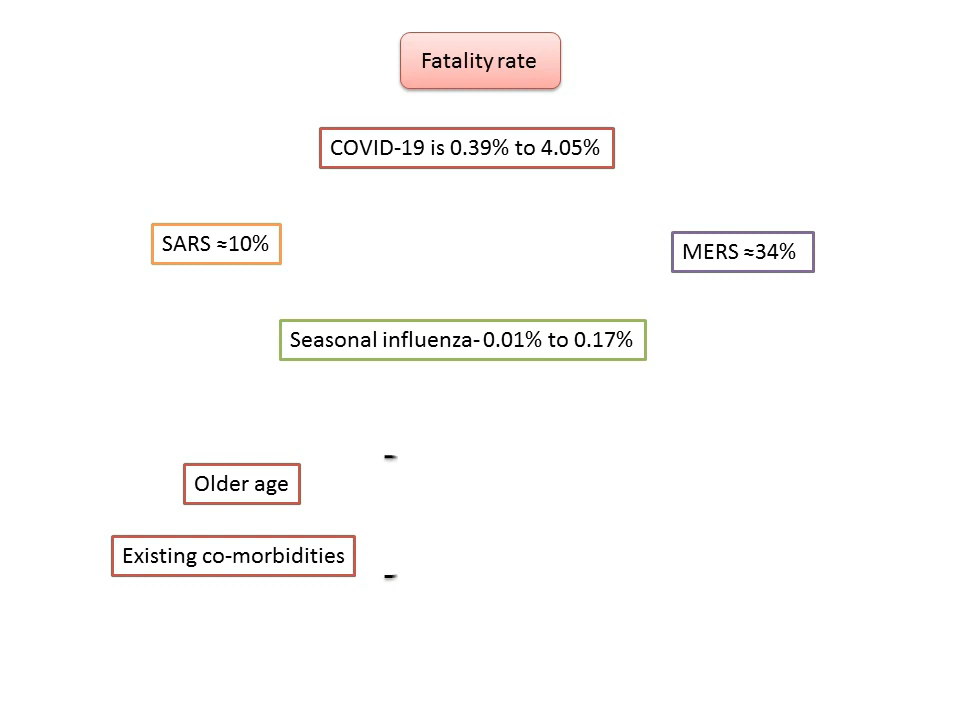 Fatality rate
COVID-19 is 0.39% to 4.05%
SARS ≈10%
MERS ≈34%
Seasonal influenza- 0.01% to 0.17%
Older age
Existing co-morbidities